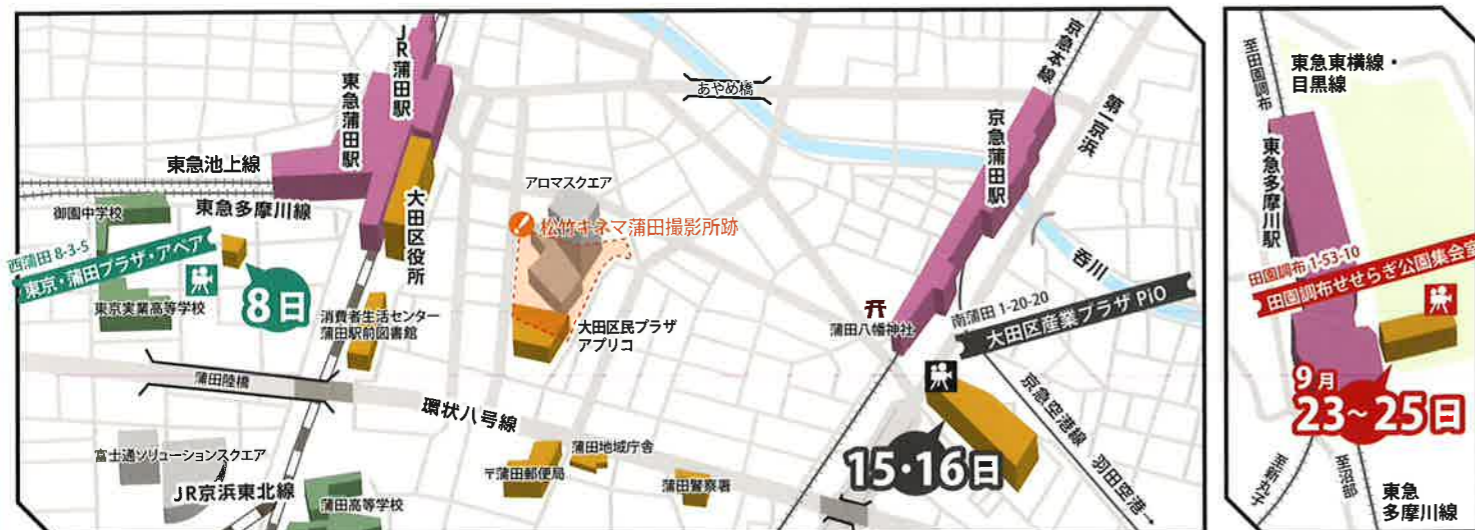 JR蒲田駅
東急蒲田駅
東急池上線
東急多摩川線
御園中学校
西蒲田 8-3-5
東京・蒲田プラザ・アペア
東京実業高等学校
8日
大田区役所
消費者生活センター
蒲田駅前図書館
蒲田陸橋
富士通ソリューションスクエア
JR京浜東北線
蒲田高等学校
環状八号線
アロマスクエア
松竹キネマ蒲田撮影所跡
大田区民プラザ
アプリコ
〒蒲田郵便局
蒲田地域庁舎
蒲田警察署
あやめ橋
京急本線
第一京浜
京急蒲田駅
呑川
蒲田八幡神社
南蒲田 1-20-20
大田区産業プラザ PiO
15・16日
京急空港線
羽田空港→
至田園調布
東急東横線・
目黒線
東急多摩川駅
田園調布 1-53-10
田園調布せせらぎ公園集会室
9月
23~25日
至新丸子
至沼部
東急
多摩川線